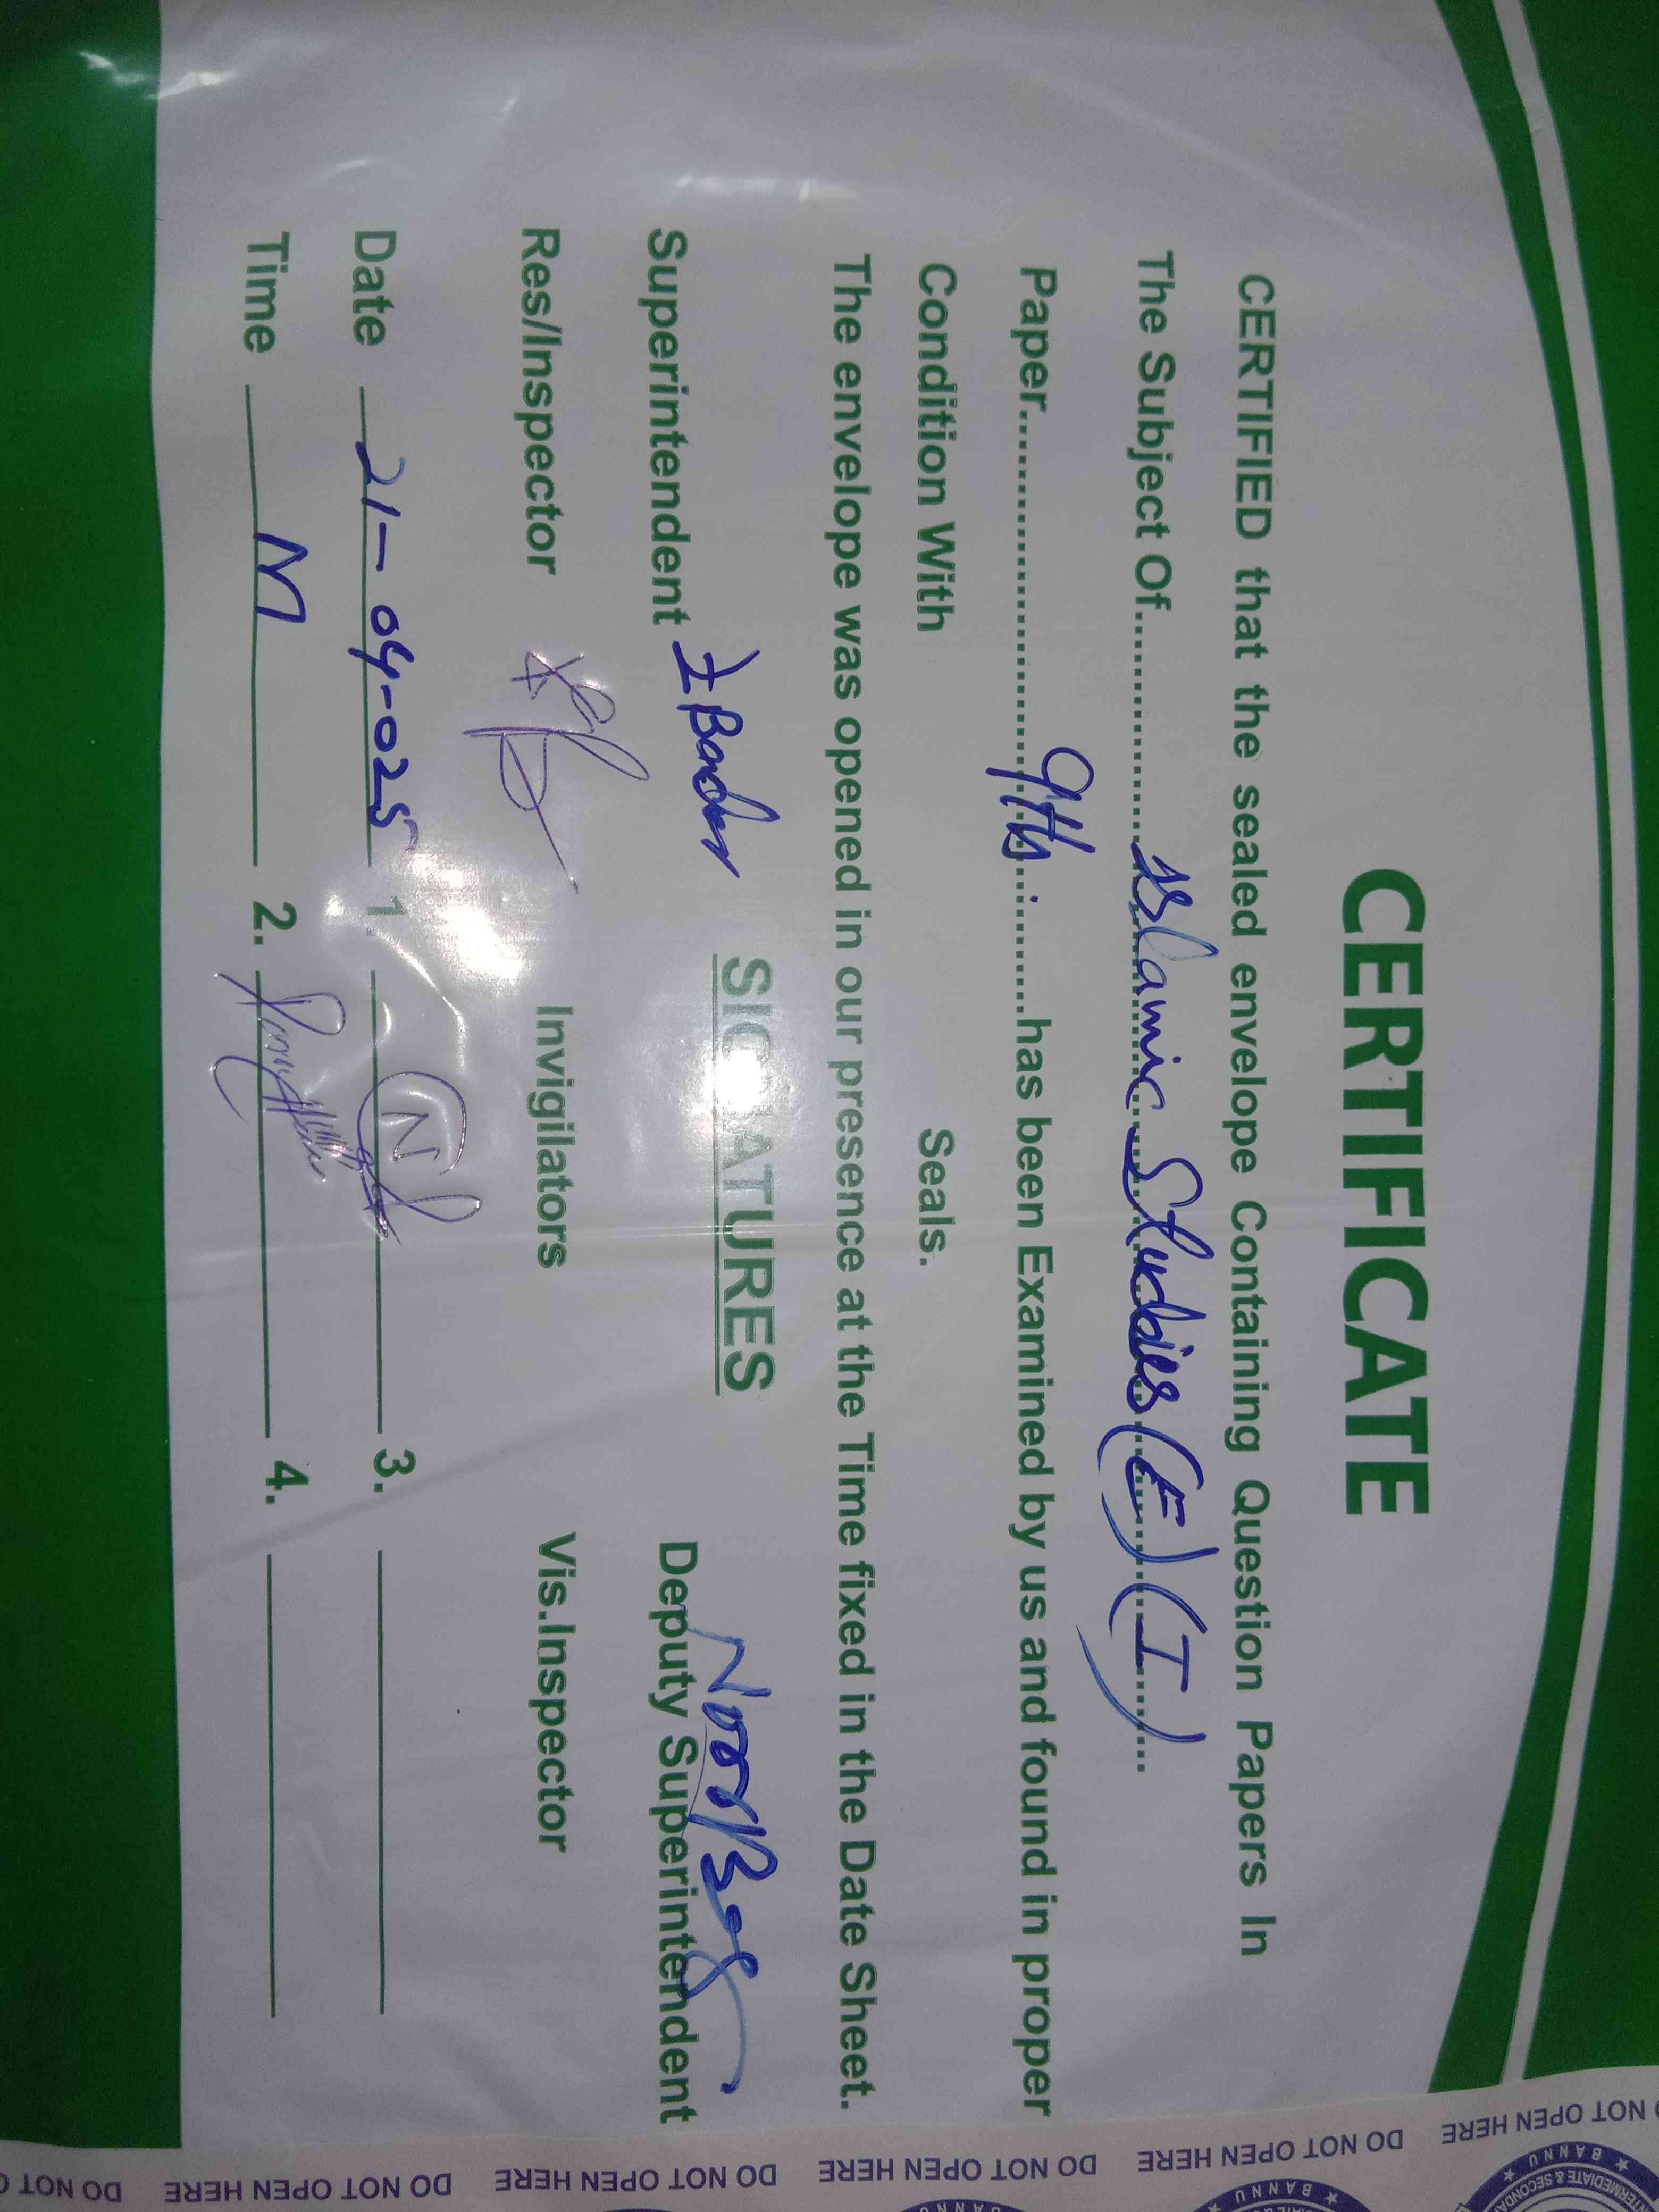 CERTIFICATE
CERTIFIED that the sealed envelope Containing Question Papers In
The Subject Of............Islamic Studies (E) (I)......
Paper............9th............has been Examined by us and found in proper
Condition With Seals.
The envelope was opened in our presence at the Time fixed in the Date Sheet.
SIGNATURES
Superintendent Deputy Superintendent
Res/Inspector Invigilators Vis.Inspector
Date 21-04-025 1. N 3.
Time M 2. 4.
DO NOT OPEN HERE DO NOT OPEN HERE DO NOT OPEN HERE DO NOT OPEN HERE DO NOT OPEN HERE DO NOT
BANNU
INTERMEDIATE & SECONDARY
BANNU